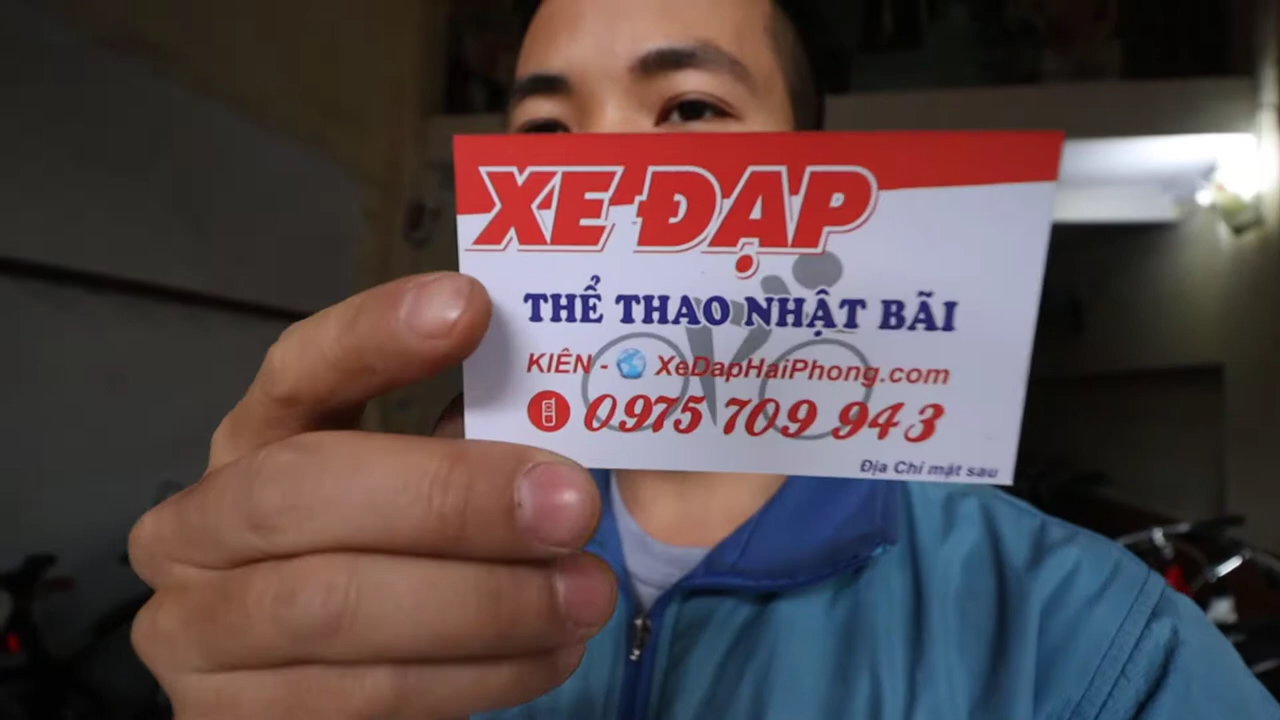 XE ĐẠP
THỂ THAO NHẬT BÃI
KIÊN - XeDapHaiPhong.com
0975 709 943
Địa Chỉ mặt sau